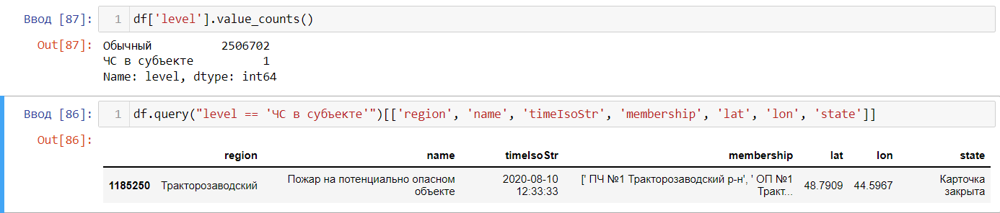 Ввод [87]: 1 df['level'].value_counts()
Out[87]: Обычный 2506702
ЧС в субъекте 1
Name: level, dtype: int64
Ввод [86]: 1 df.query("level == 'ЧС в субъекте'")[['region', 'name', 'timeIsoStr', 'membership', 'lat', 'lon', 'state']]
Out[86]:
region name timeIsoStr membership lat lon state
1185250 Тракторозаводский Пожар на потенциально опасном объекте 2020-08-10 12:33:33 [' ПЧ №1 Тракторозаводский р-н', ' ОП №1 Тракт... 48.7909 44.5967 Карточка закрыта